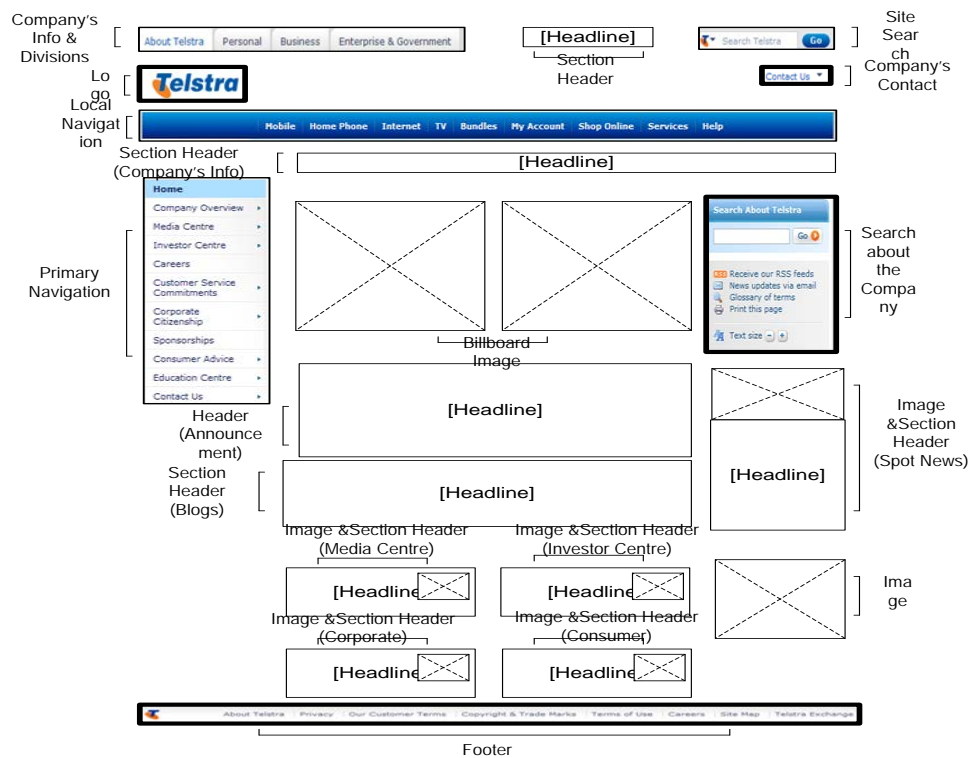 Company's
Info &
Divisions
About Telstra Personal Business Enterprise & Government
[Headline]
Section
Header
Search Telstra Go
Site
Sear
ch
Lo
go
Telstra
Contact Us
Company's
Contact
Local
Navigat
ion
Mobile Home Phone Internet TV Bundles My Account Shop Online Services Help
Section Header
(Company's Info)
[Headline]
Primary
Navigation
Home
Company Overview
Media Centre
Investor Centre
Careers
Customer Service
Commitments
Corporate
Citizenship
Sponsorships
Consumer Advice
Education Centre
Contact Us
Billboard
Image
Search About Telstra
Go
RSS Receive our RSS feeds
News updates via email
Glossary of terms
Print this page
Text size - +
Search
about
the
Compa
ny
Header
(Announce
ment)
[Headline]
Section
Header
(Blogs)
[Headline]
[Headline]
Image
&Section
Header
(Spot News)
Image &Section Header
(Media Centre)
[Headline
Image &Section Header
(Investor Centre)
[Headline
Image &Section Header
(Corporate)
[Headline
Image &Section Header
(Consumer)
[Headline
Ima
ge
About Telstra Privacy Our Customer Terms Copyright & Trade Marks Terms of Use Careers Site Map Telstra Exchange
Footer